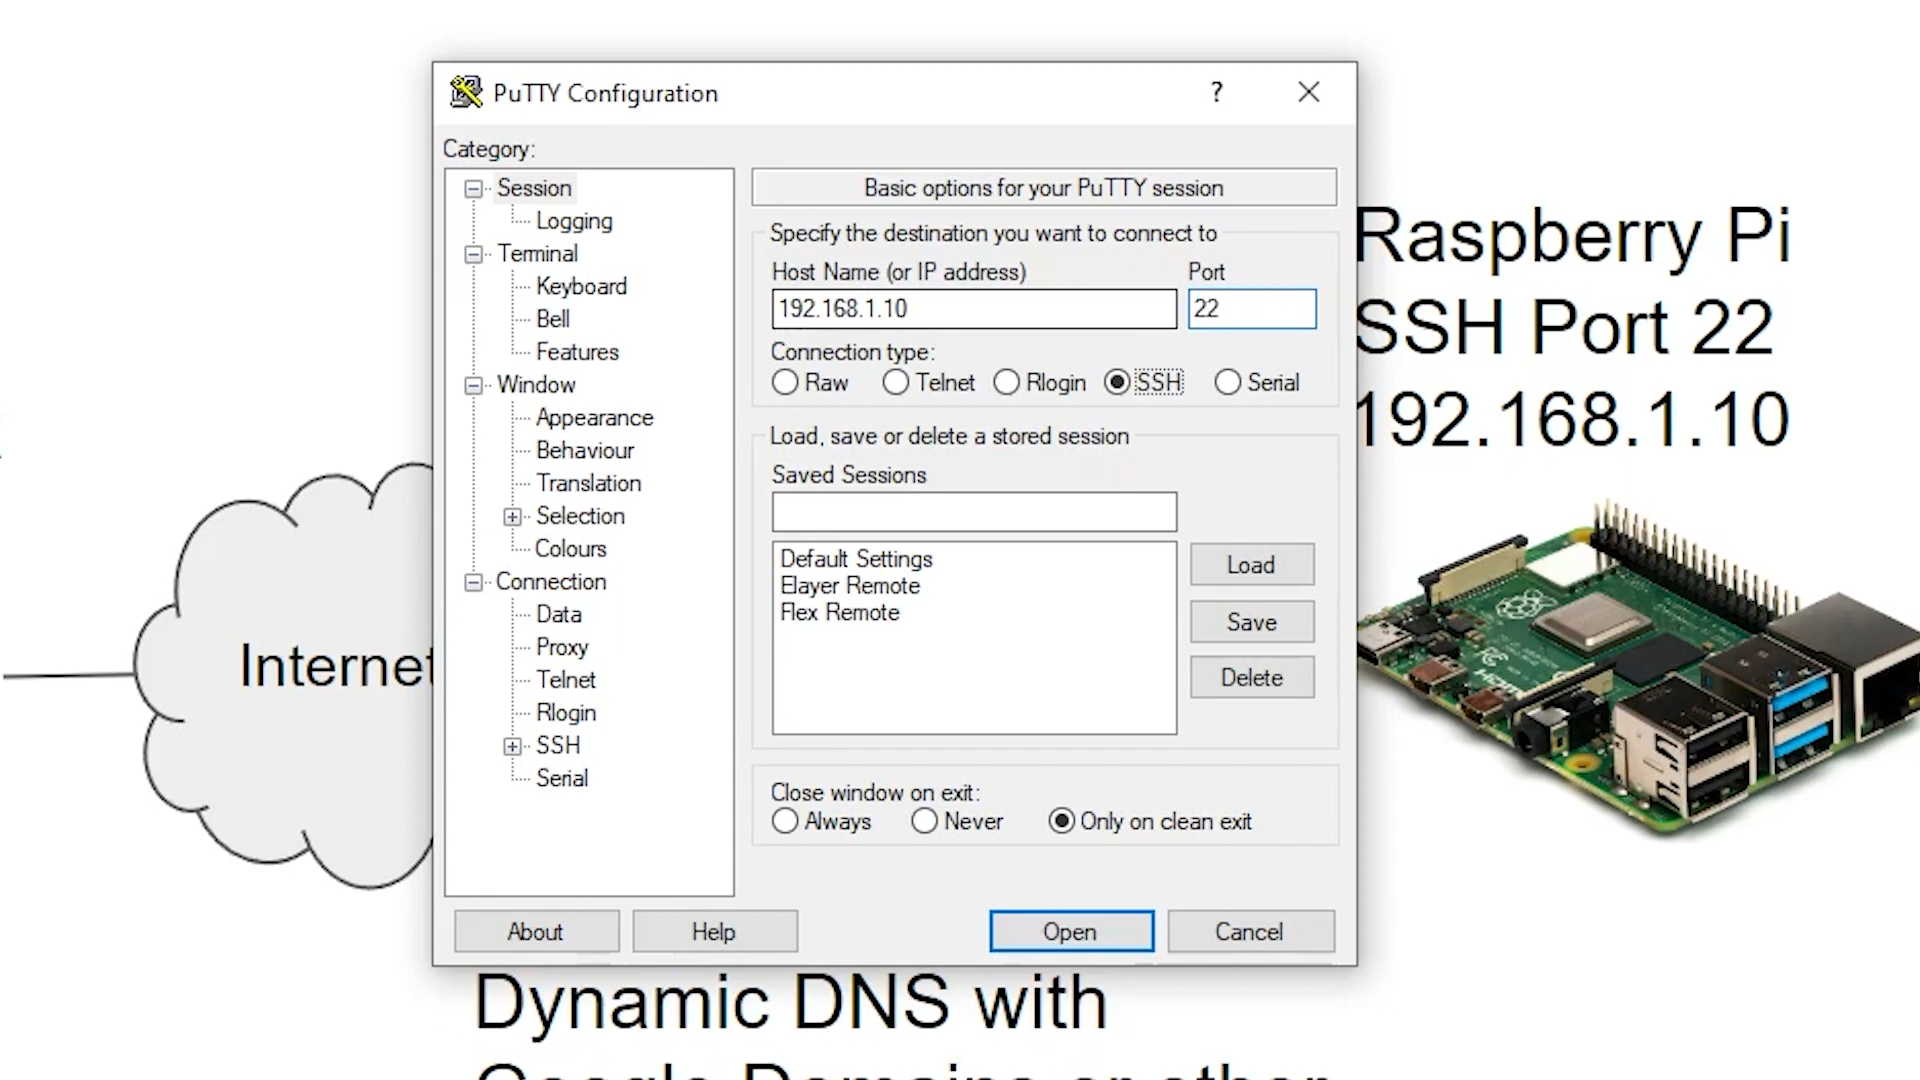 PuTTY Configuration
?
Category:
Session
Logging
Terminal
Keyboard
Bell
Features
Window
Appearance
Behaviour
Translation
Selection
Colours
Connection
Data
Proxy
Telnet
Rlogin
SSH
Serial
Basic options for your PuTTY session
Specify the destination you want to connect to
Host Name (or IP address) Port
192.168.1.10 22
Connection type:
Raw Telnet Rlogin SSH Serial
Load, save or delete a stored session
Saved Sessions
Default Settings
Elayer Remote
Flex Remote
Load
Save
Delete
Close window on exit:
Always Never Only on clean exit
About Help Open Cancel
Internet
Raspberry Pi
SSH Port 22
192.168.1.10
Dynamic DNS with
Google Domains or other